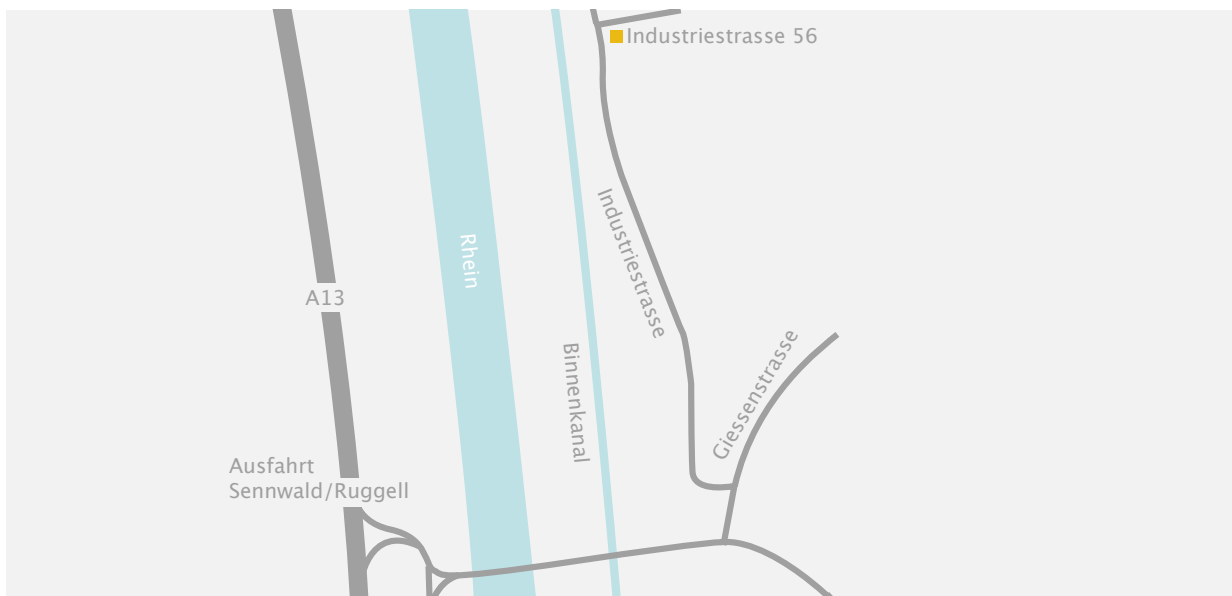 Industriestrasse 56
Industriestrasse
Rhein
A13
Binnenkanal
Giessenstrasse
Ausfahrt
Sennwald/Ruggell